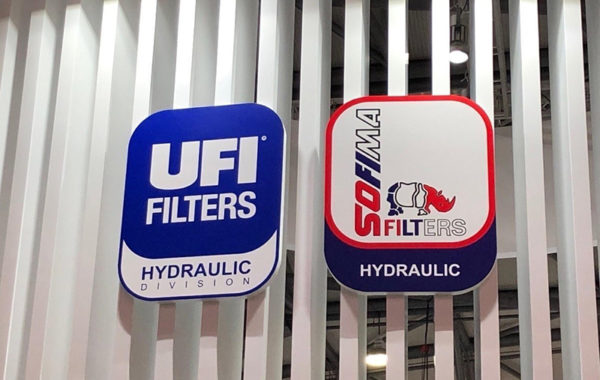 UFI
FILTERS
HYDRAULIC
DIVISION
SOFIMA
FILTERS
HYDRAULIC